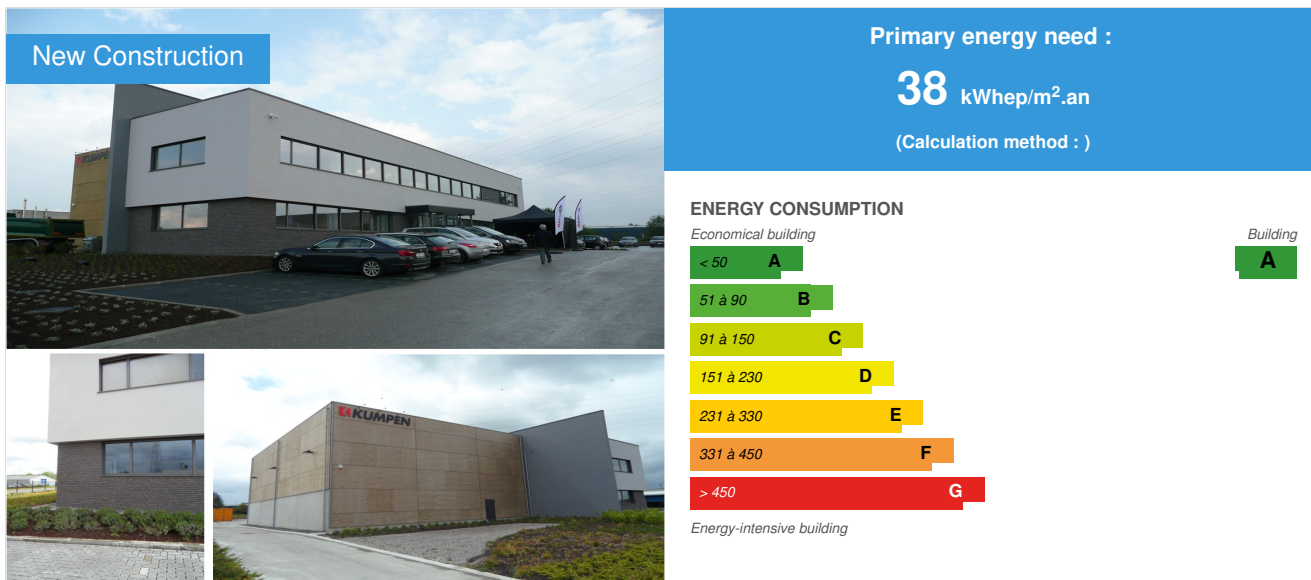 New Construction
KUMPEN
KUMPEN
Primary energy need :
38 kWhep/m².an
(Calculation method : )
ENERGY CONSUMPTION
Economical building
Building
< 50 A
A
51 à 90 B
91 à 150 C
151 à 230 D
231 à 330 E
331 à 450 F
> 450 G
Energy-intensive building